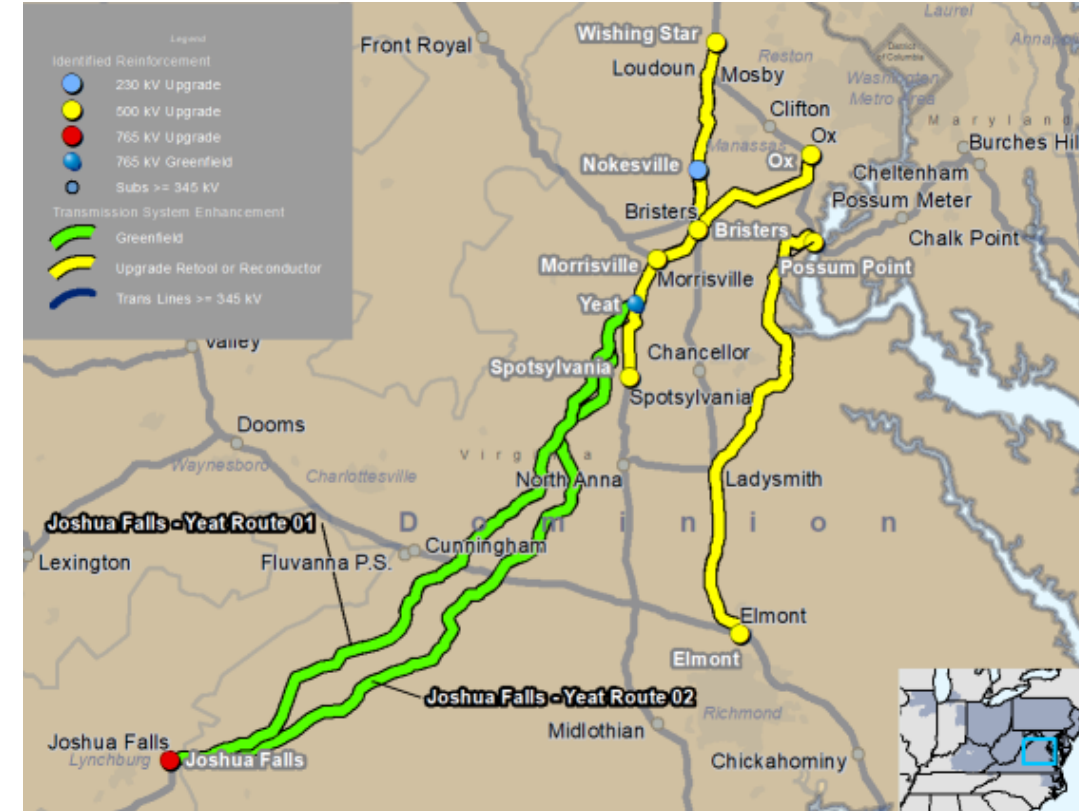 Legend
Identified Reinforcement
230 kV Upgrade
500 kV Upgrade
765 kV Upgrade
765 kV Greenfield
Subs >= 345 kV
Transmission System Enhancement
Greenfield
Upgrade Retool or Reconductor
Trans Lines >= 345 kV
Laurel
Front Royal
Wishing Star
Annapo
District
of Columbia
Reston
Loudoun
Mosby
Washington
Metro Area
Clifton
Maryland
Ox
Manassas
Ox
Burches Hil
Nokesville
Cheltenham
Possum Meter
Bristers
Bristers
Chalk Point
Morrisville
Possum Point
Morrisville
Yeat
Valley
Chancellor
Spotsylvania
Spotsylvania
Dooms
Virginia
Waynesboro
Charlottesville
North Anna
Ladysmith
Joshua Falls - Yeat Route 01
Dominion
Cunningham
Lexington
Fluvanna P.S.
Elmont
Elmont
Joshua Falls - Yeat Route 02
Richmond
Midlothian
Joshua Falls
Lynchburg
Joshua Falls
Chickahominy